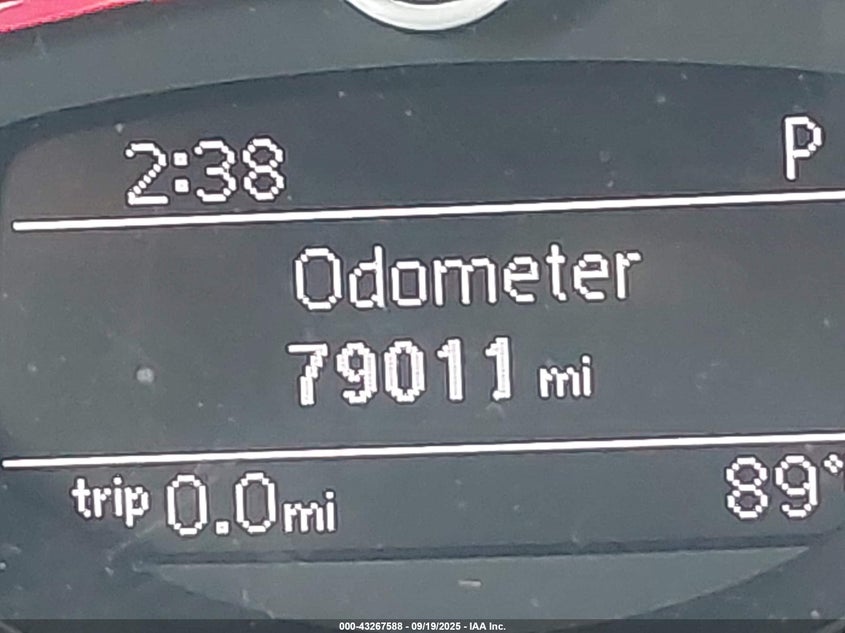 2:38 P
Odometer
79011 mi
trip 0.0mi 89°
000-43267588 - 09/19/2025 - IAA Inc.